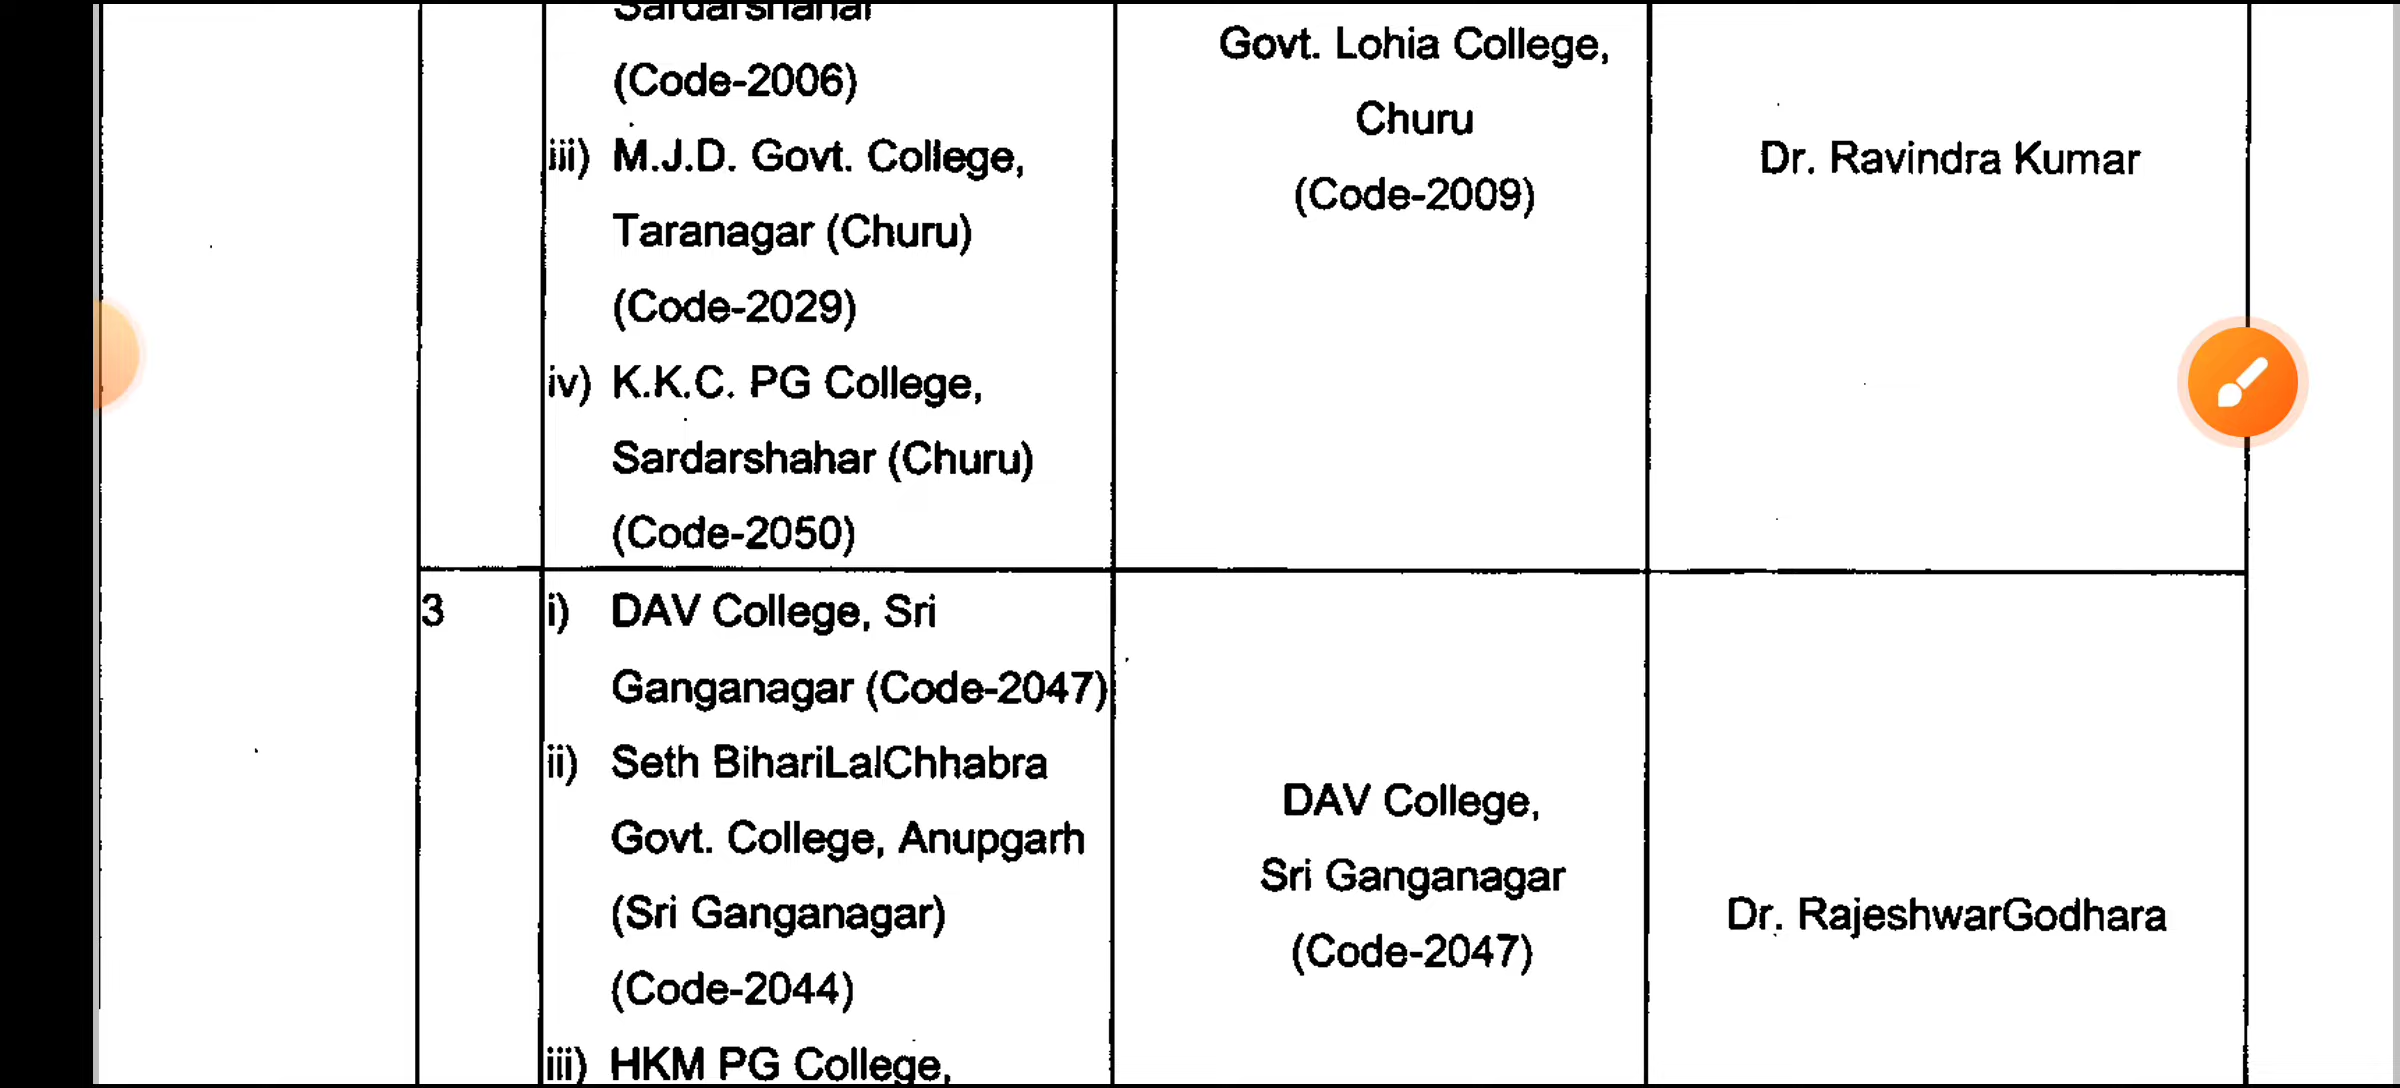 Sardarshahar
(Code-2006)
iii) M.J.D. Govt. College,
Taranagar (Churu)
(Code-2029)
iv) K.K.C. PG College,
Sardarshahar (Churu)
(Code-2050)
Govt. Lohia College,
Churu
(Code-2009)
Dr. Ravindra Kumar
3
i) DAV College, Sri
Ganganagar (Code-2047)
ii) Seth BihariLalChhabra
Govt. College, Anupgarh
(Sri Ganganagar)
(Code-2044)
iii) HKM PG College,
DAV College,
Sri Ganganagar
(Code-2047)
Dr. RajeshwarGodhara